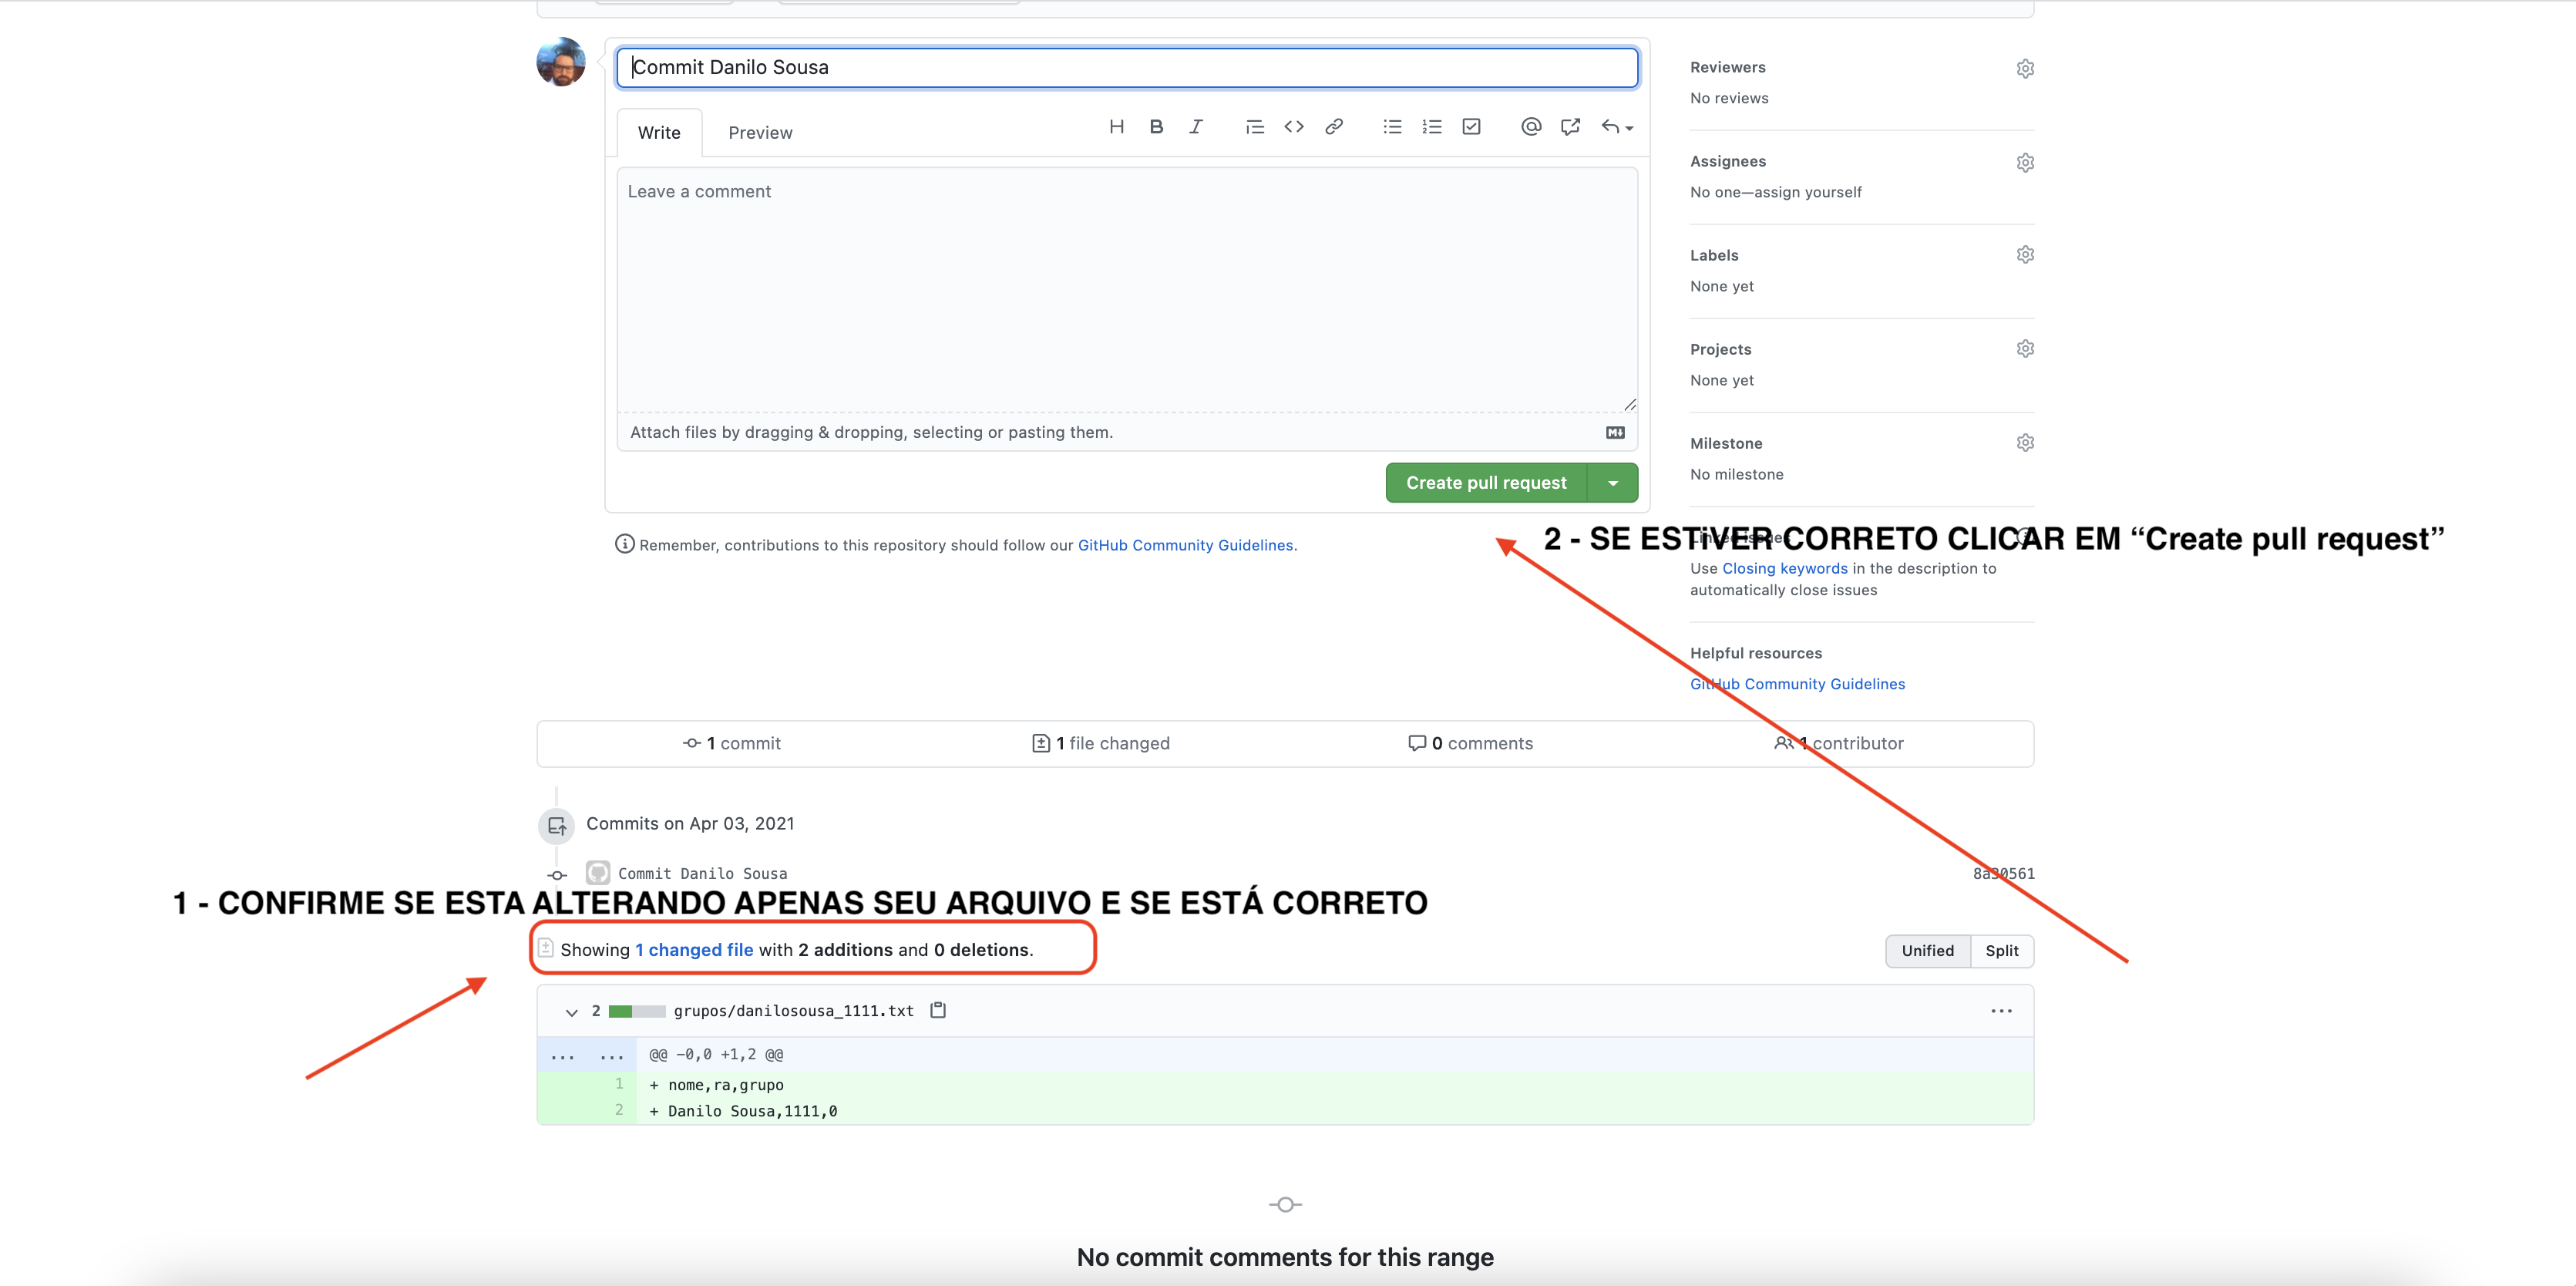 Commit Danilo Sousa
Write Preview
Leave a comment
Attach files by dragging & dropping, selecting or pasting them.
Create pull request
Remember, contributions to this repository should follow our GitHub Community Guidelines.
Reviewers
No reviews
Assignees
No one—assign yourself
Labels
None yet
Projects
None yet
Milestone
No milestone
Linked issues
2 - SE ESTiVER CORRETO CLICAR EM “Create pull request”
Use Closing keywords in the description to
automatically close issues
Helpful resources
GitHub Community Guidelines
1 commit 1 file changed 0 comments 1 contributor
Commits on Apr 03, 2021
Commit Danilo Sousa 8a30561
1 - CONFIRME SE ESTA ALTERANDO APENAS SEU ARQUIVO E SE ESTÁ CORRETO
Showing 1 changed file with 2 additions and 0 deletions.
Unified Split
2 grupos/danilosousa_1111.txt
... ... @@ -0,0 +1,2 @@
1 + nome,ra,grupo
2 + Danilo Sousa,1111,0
No commit comments for this range